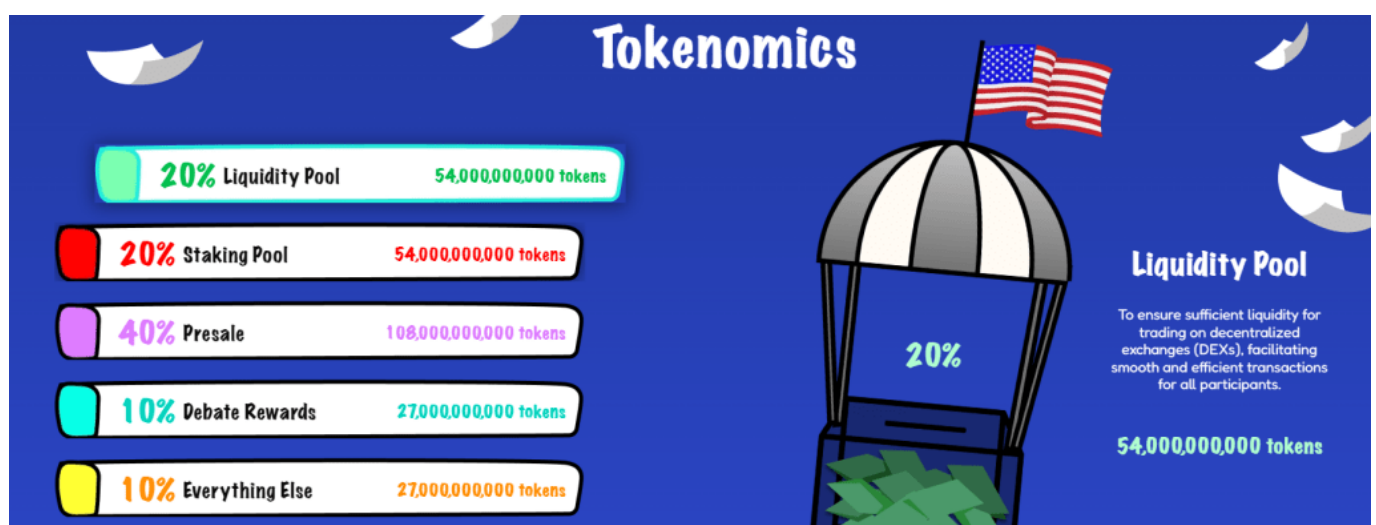 Tokenomics
20% Liquidity Pool 54,000,000,000 tokens
20% Staking Pool 54,000,000,000 tokens
40% Presale 108,000,000,000 tokens
10% Debate Rewards 27,000,000,000 tokens
10% Everything Else 27,000,000,000 tokens
20%
Liquidity Pool
To ensure sufficient liquidity for
trading on decentralized
exchanges (DEXs), facilitating
smooth and efficient transactions
for all participants.
54,000,000,000 tokens